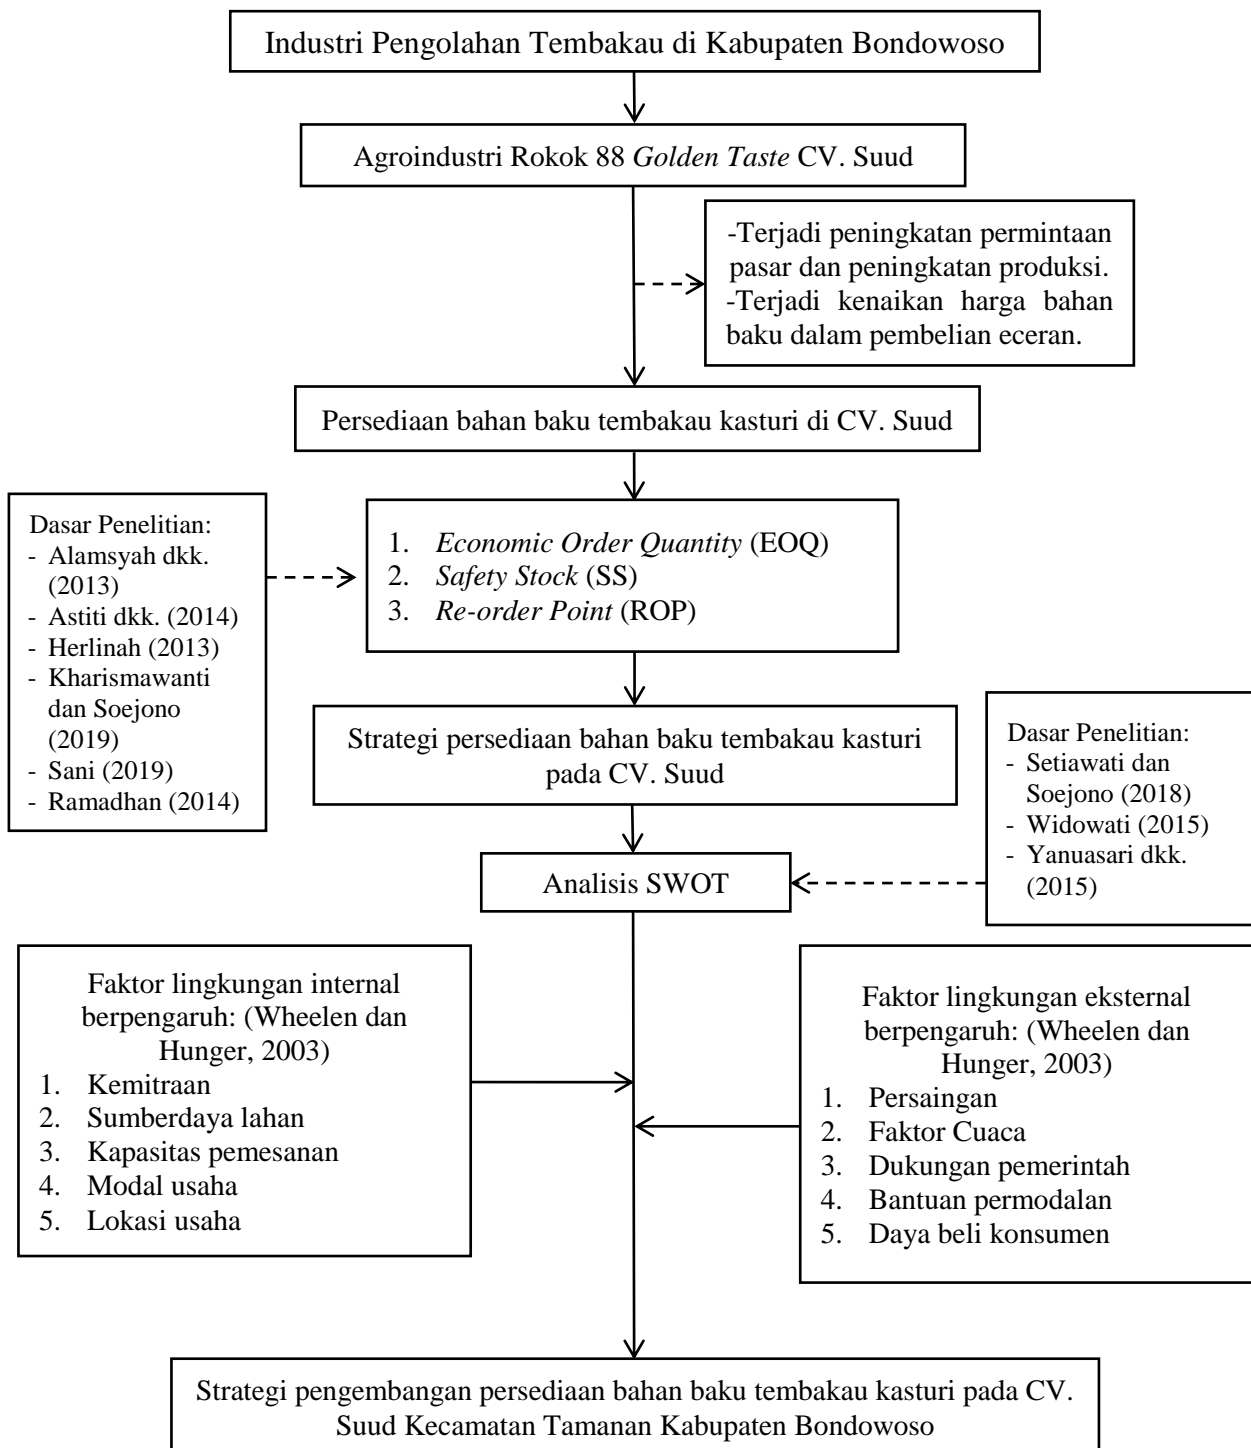 Industri Pengolahan Tembakau di Kabupaten Bondowoso
Agroindustri Rokok 88 Golden Taste CV. Suud
-Terjadi peningkatan permintaan
pasar dan peningkatan produksi.
-Terjadi kenaikan harga bahan
baku dalam pembelian eceran.
Persediaan bahan baku tembakau kasturi di CV. Suud
Dasar Penelitian:
- Alamsyah dkk.
(2013)
- Astiti dkk. (2014)
- Herlinah (2013)
- Kharismawanti
dan Soejono
(2019)
- Sani (2019)
- Ramadhan (2014)
1. Economic Order Quantity (EOQ)
2. Safety Stock (SS)
3. Re-order Point (ROP)
Strategi persediaan bahan baku tembakau kasturi
pada CV. Suud
Dasar Penelitian:
- Setiawati dan
Soejono (2018)
- Widowati (2015)
- Yanuasari dkk.
(2015)
Analisis SWOT
Faktor lingkungan internal
berpengaruh: (Wheelen dan
Hunger, 2003)
1. Kemitraan
2. Sumberdaya lahan
3. Kapasitas pemesanan
4. Modal usaha
5. Lokasi usaha
Faktor lingkungan eksternal
berpengaruh: (Wheelen dan
Hunger, 2003)
1. Persaingan
2. Faktor Cuaca
3. Dukungan pemerintah
4. Bantuan permodalan
5. Daya beli konsumen
Strategi pengembangan persediaan bahan baku tembakau kasturi pada CV.
Suud Kecamatan Tamanan Kabupaten Bondowoso